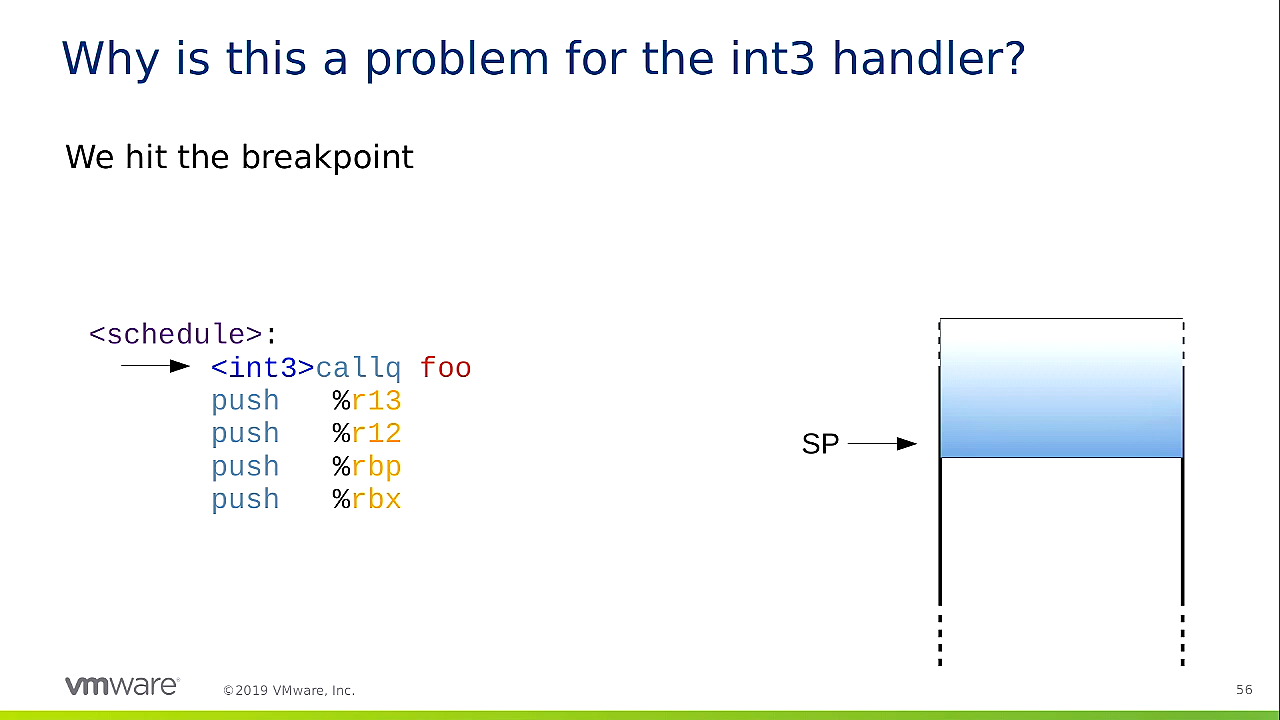 Why is this a problem for the int3 handler?
We hit the breakpoint
<schedule>:
<int3>callq foo
push %r13
push %r12
push %rbp
push %rbx
SP
vmware®
©2019 VMware, Inc.
56